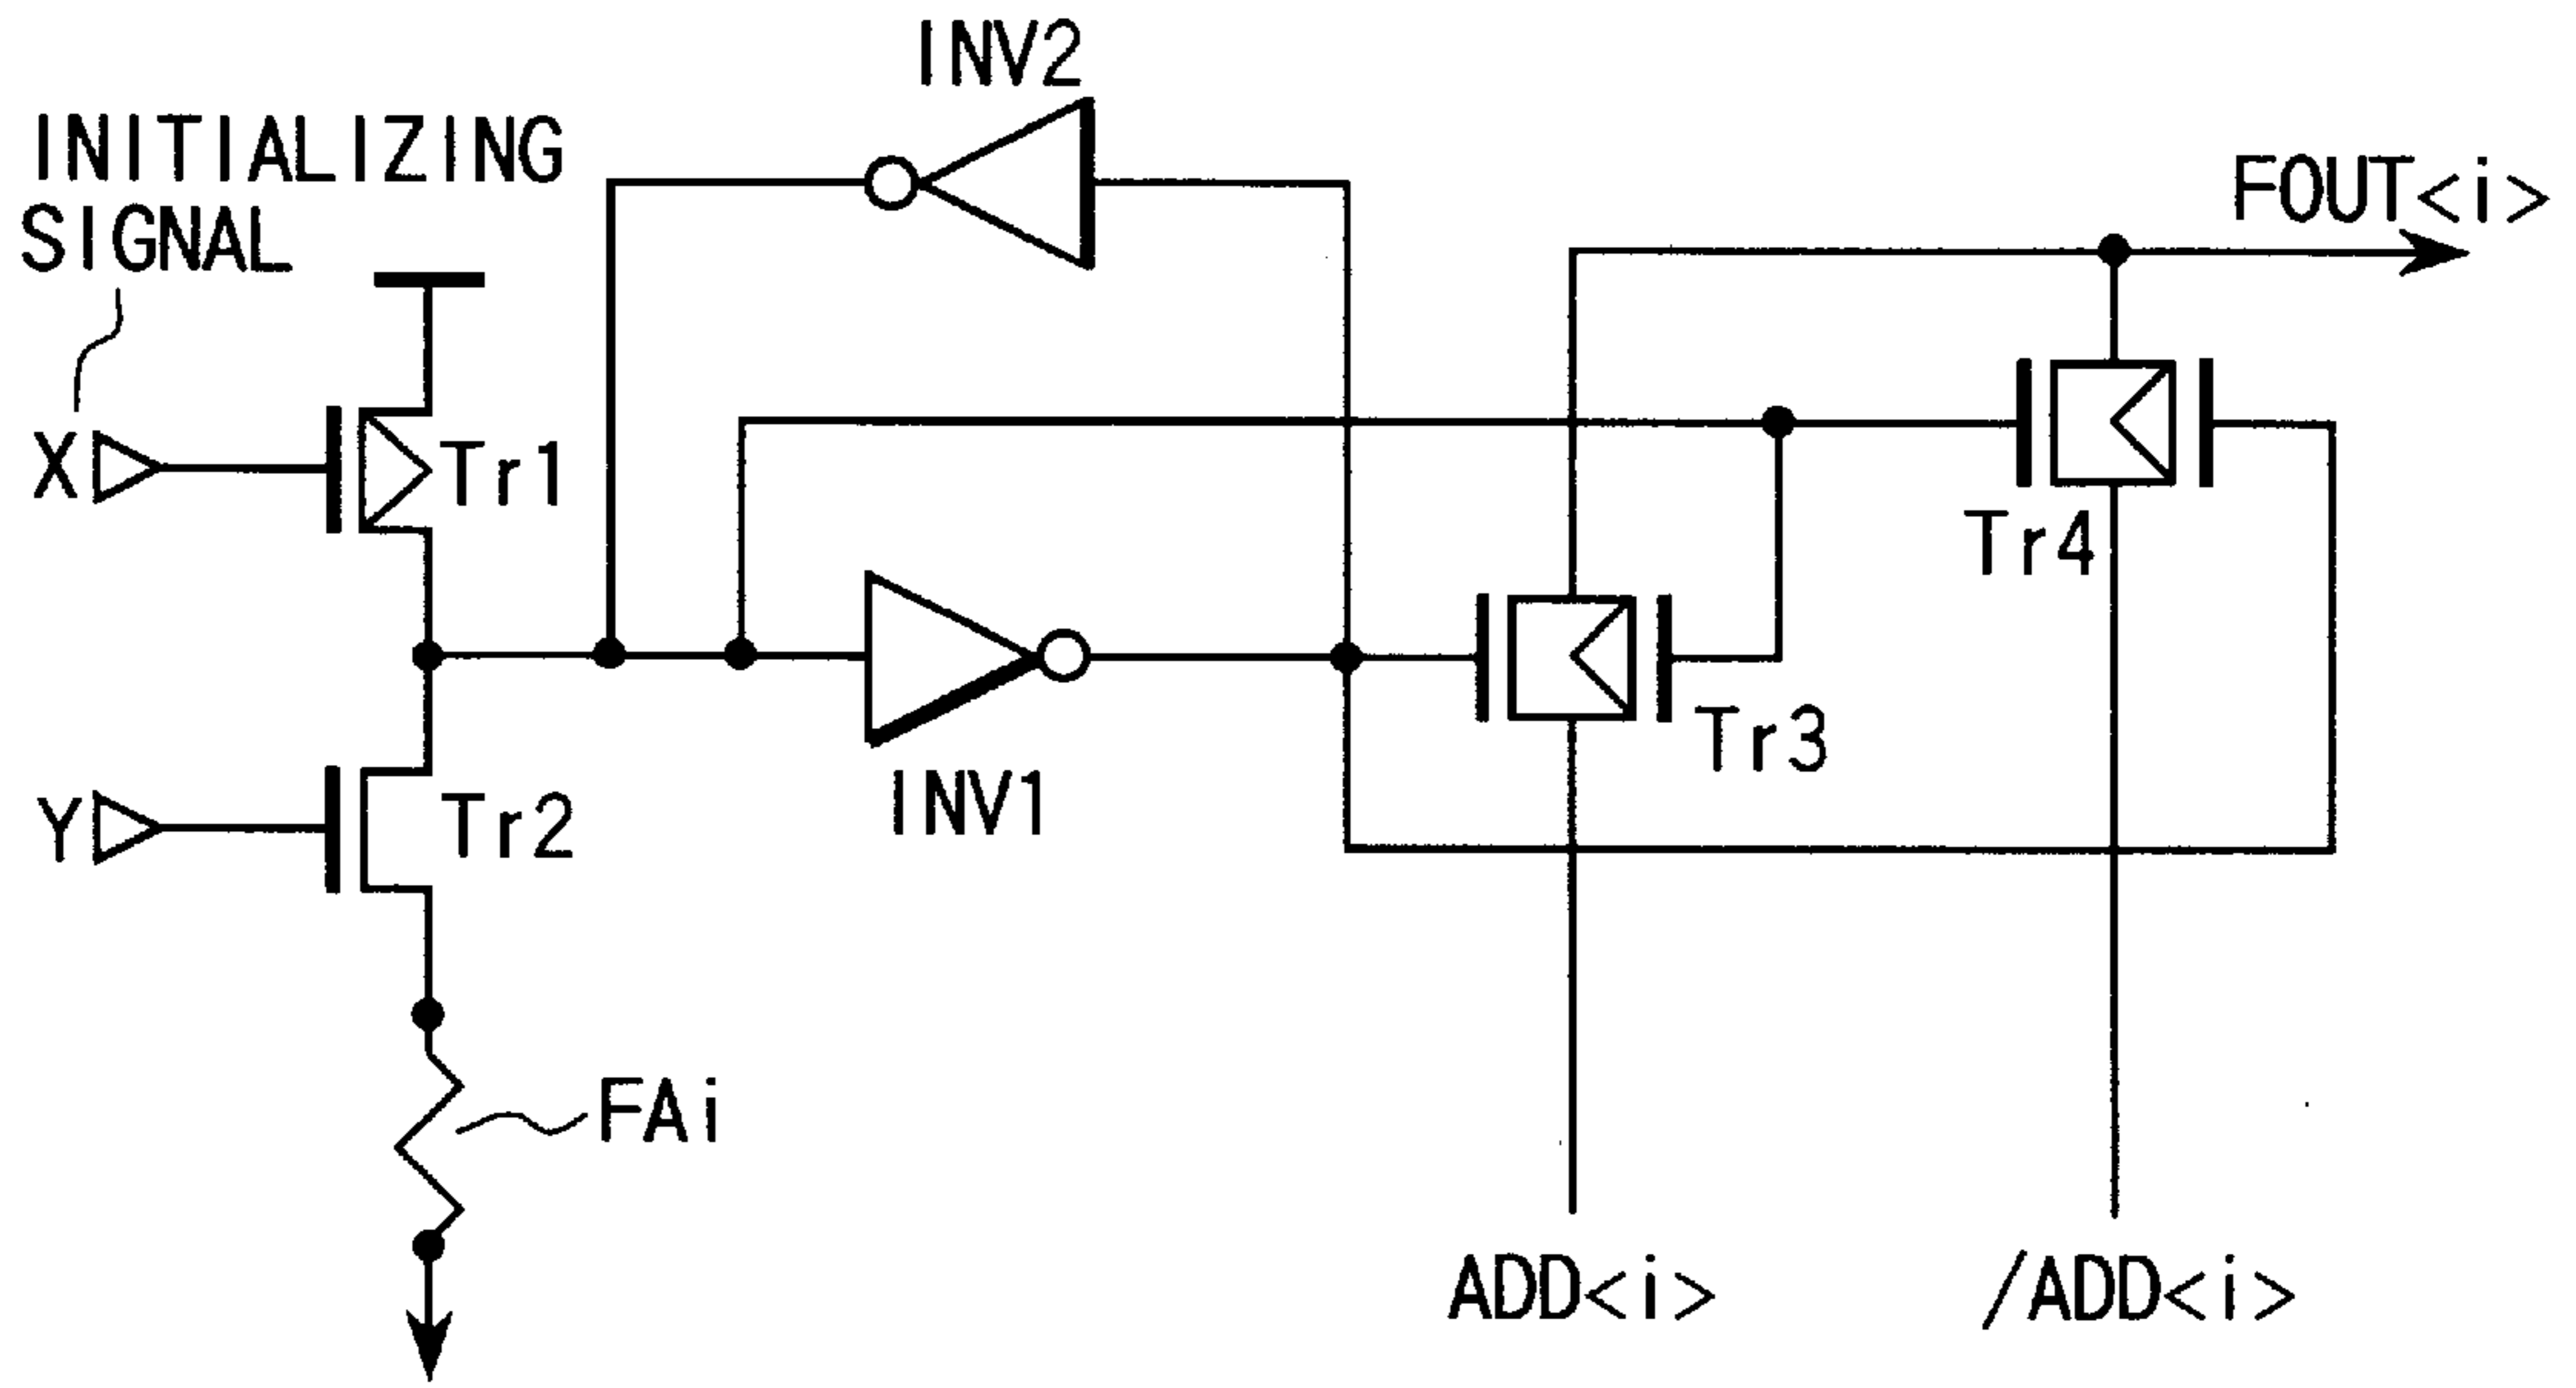 INV2
INITIALIZING
SIGNAL
FOUT<i>
X
Tr1
Tr4
Tr3
Y
Tr2
INV1
FAi
ADD<i>
/ADD<i>